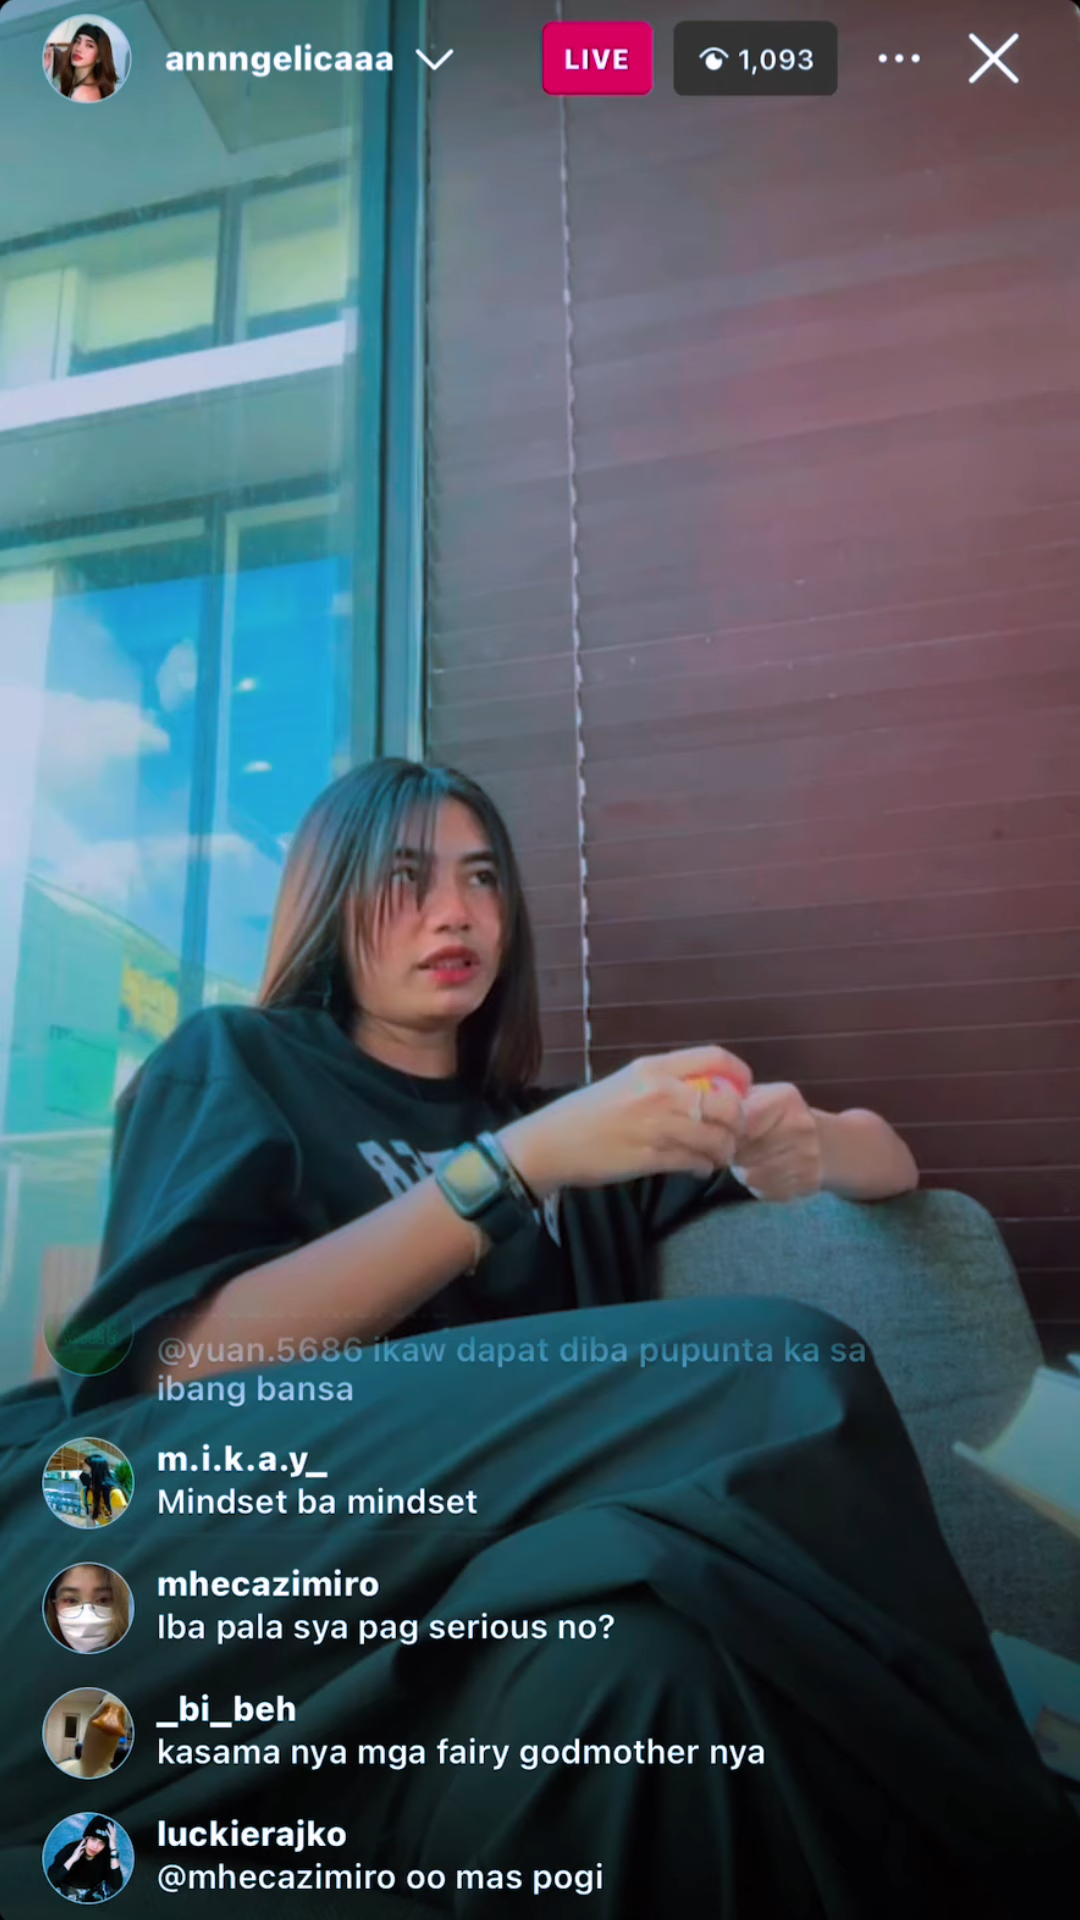 annngelicaaa
LIVE
1,093
@yuan.5686 ikaw dapat diba pupunta ka sa
ibang bansa
m.i.k.a.y_
Mindset ba mindset
mhecazimiro
Iba pala sya pag serious no?
_bi_beh
kasama nya mga fairy godmother nya
luckierajko
@mhecazimiro oo mas pogi